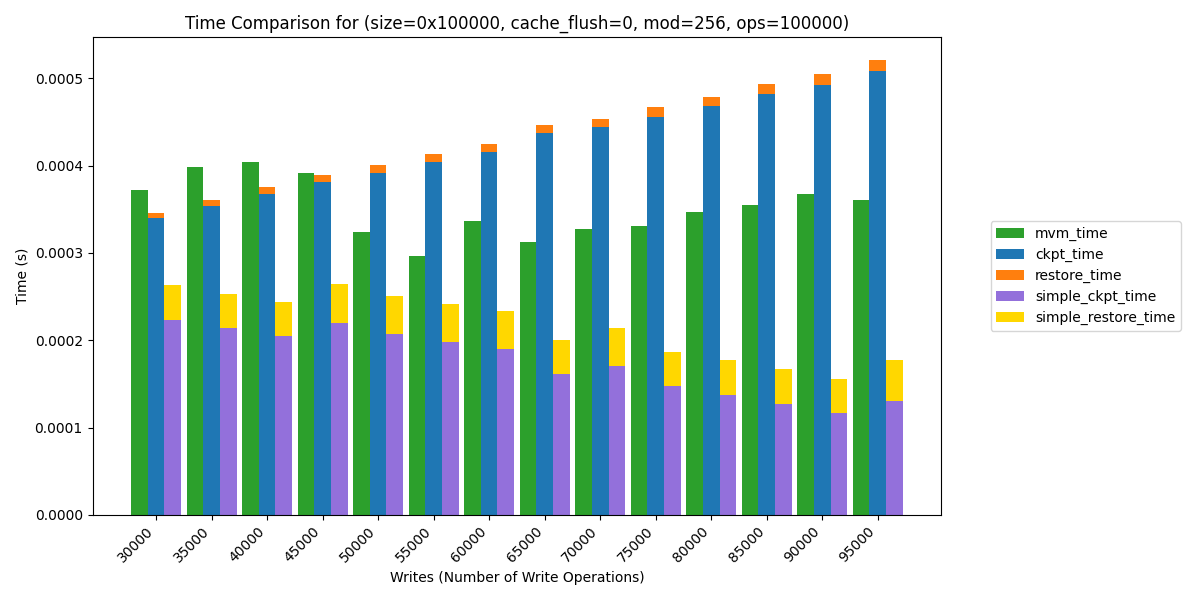 Time Comparison for (size=0x100000, cache_flush=0, mod=256, ops=100000)
Time (s)
0.0005
0.0004
0.0003
0.0002
0.0001
0.0000
30000
35000
40000
45000
50000
55000
60000
65000
70000
75000
80000
85000
90000
95000
Writes (Number of Write Operations)
mvm_time
ckpt_time
restore_time
simple_ckpt_time
simple_restore_time